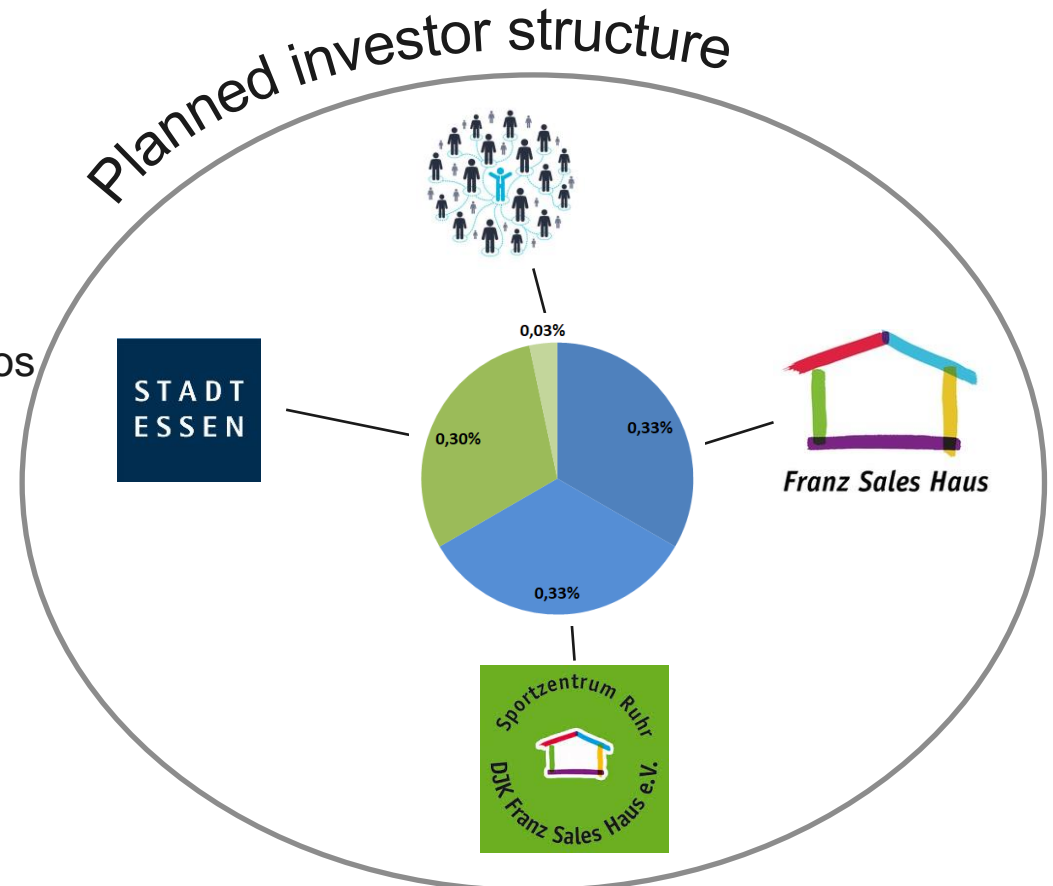 Planned investor structure
0,03%
os
STADT
ESSEN
0,30%
0,33%
Franz Sales Haus
0,33%
Sportzentrum Ruhr
DJK Franz Sales Haus e.V.